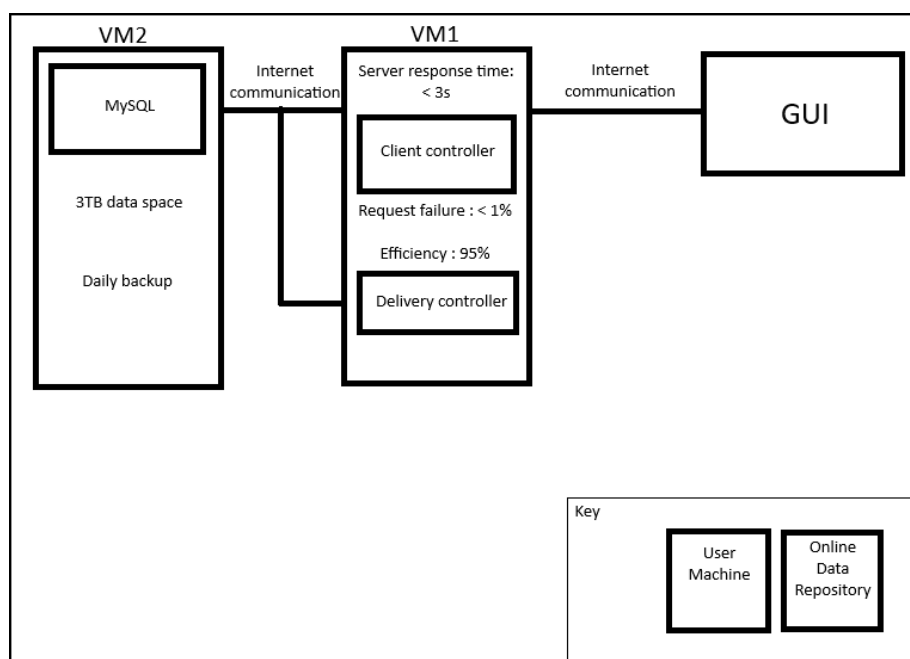 VM2
VM1
MySQL
3TB data space
Daily backup
Internet
communication
Server response time:
< 3s
Client controller
Request failure : < 1%
Efficiency : 95%
Delivery controller
Internet
communication
GUI
Key
User
Machine
Online
Data
Repository